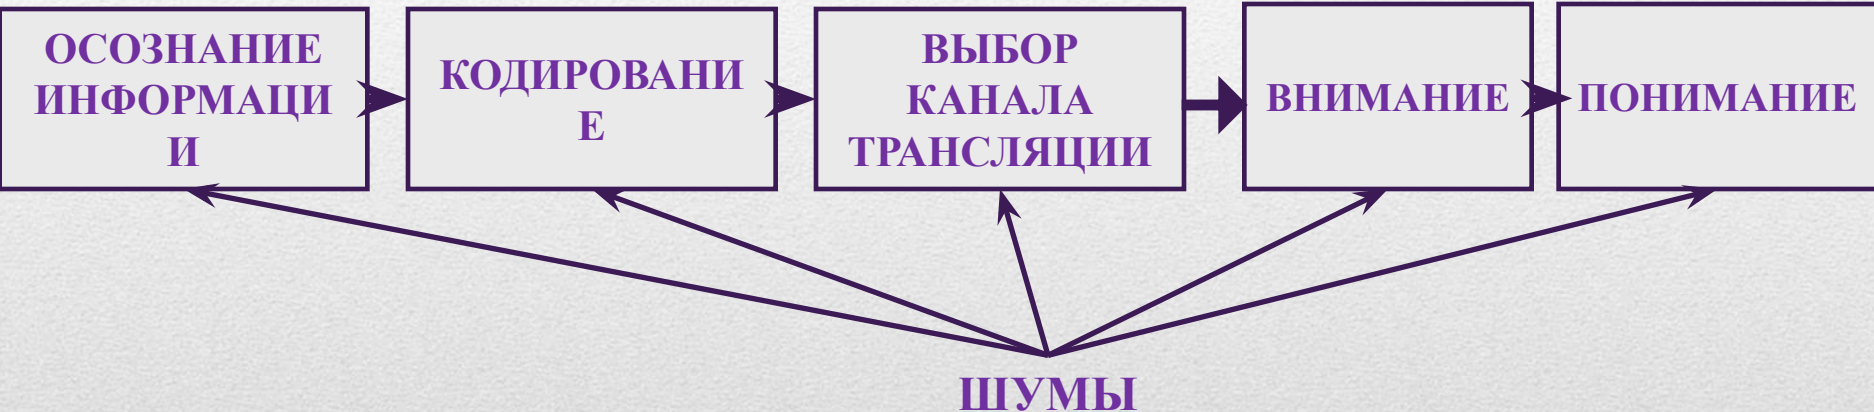 ОСОЗНАНИЕ
ИНФОРМАЦИ
И
КОДИРОВАНИ
Е
ВЫБОР
КАНАЛА
ТРАНСЛЯЦИИ
ВНИМАНИЕ
ПОНИМАНИЕ
ШУМЫ